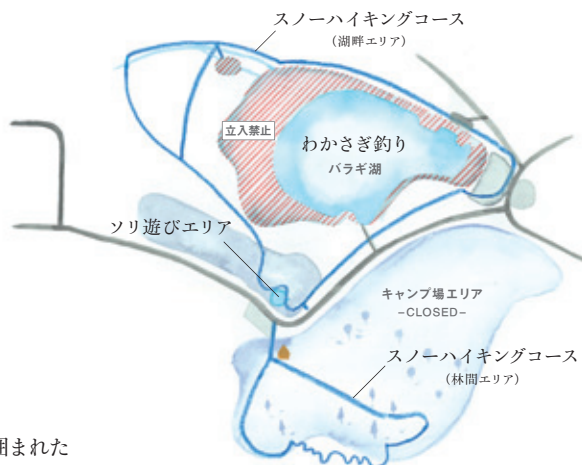 スノーハイキングコース
（湖畔エリア）
立入禁止
わかさぎ釣り
バラギ湖
ソリ遊びエリア
キャンプ場エリア
–CLOSED–
スノーハイキングコース
（林間エリア）
まれた